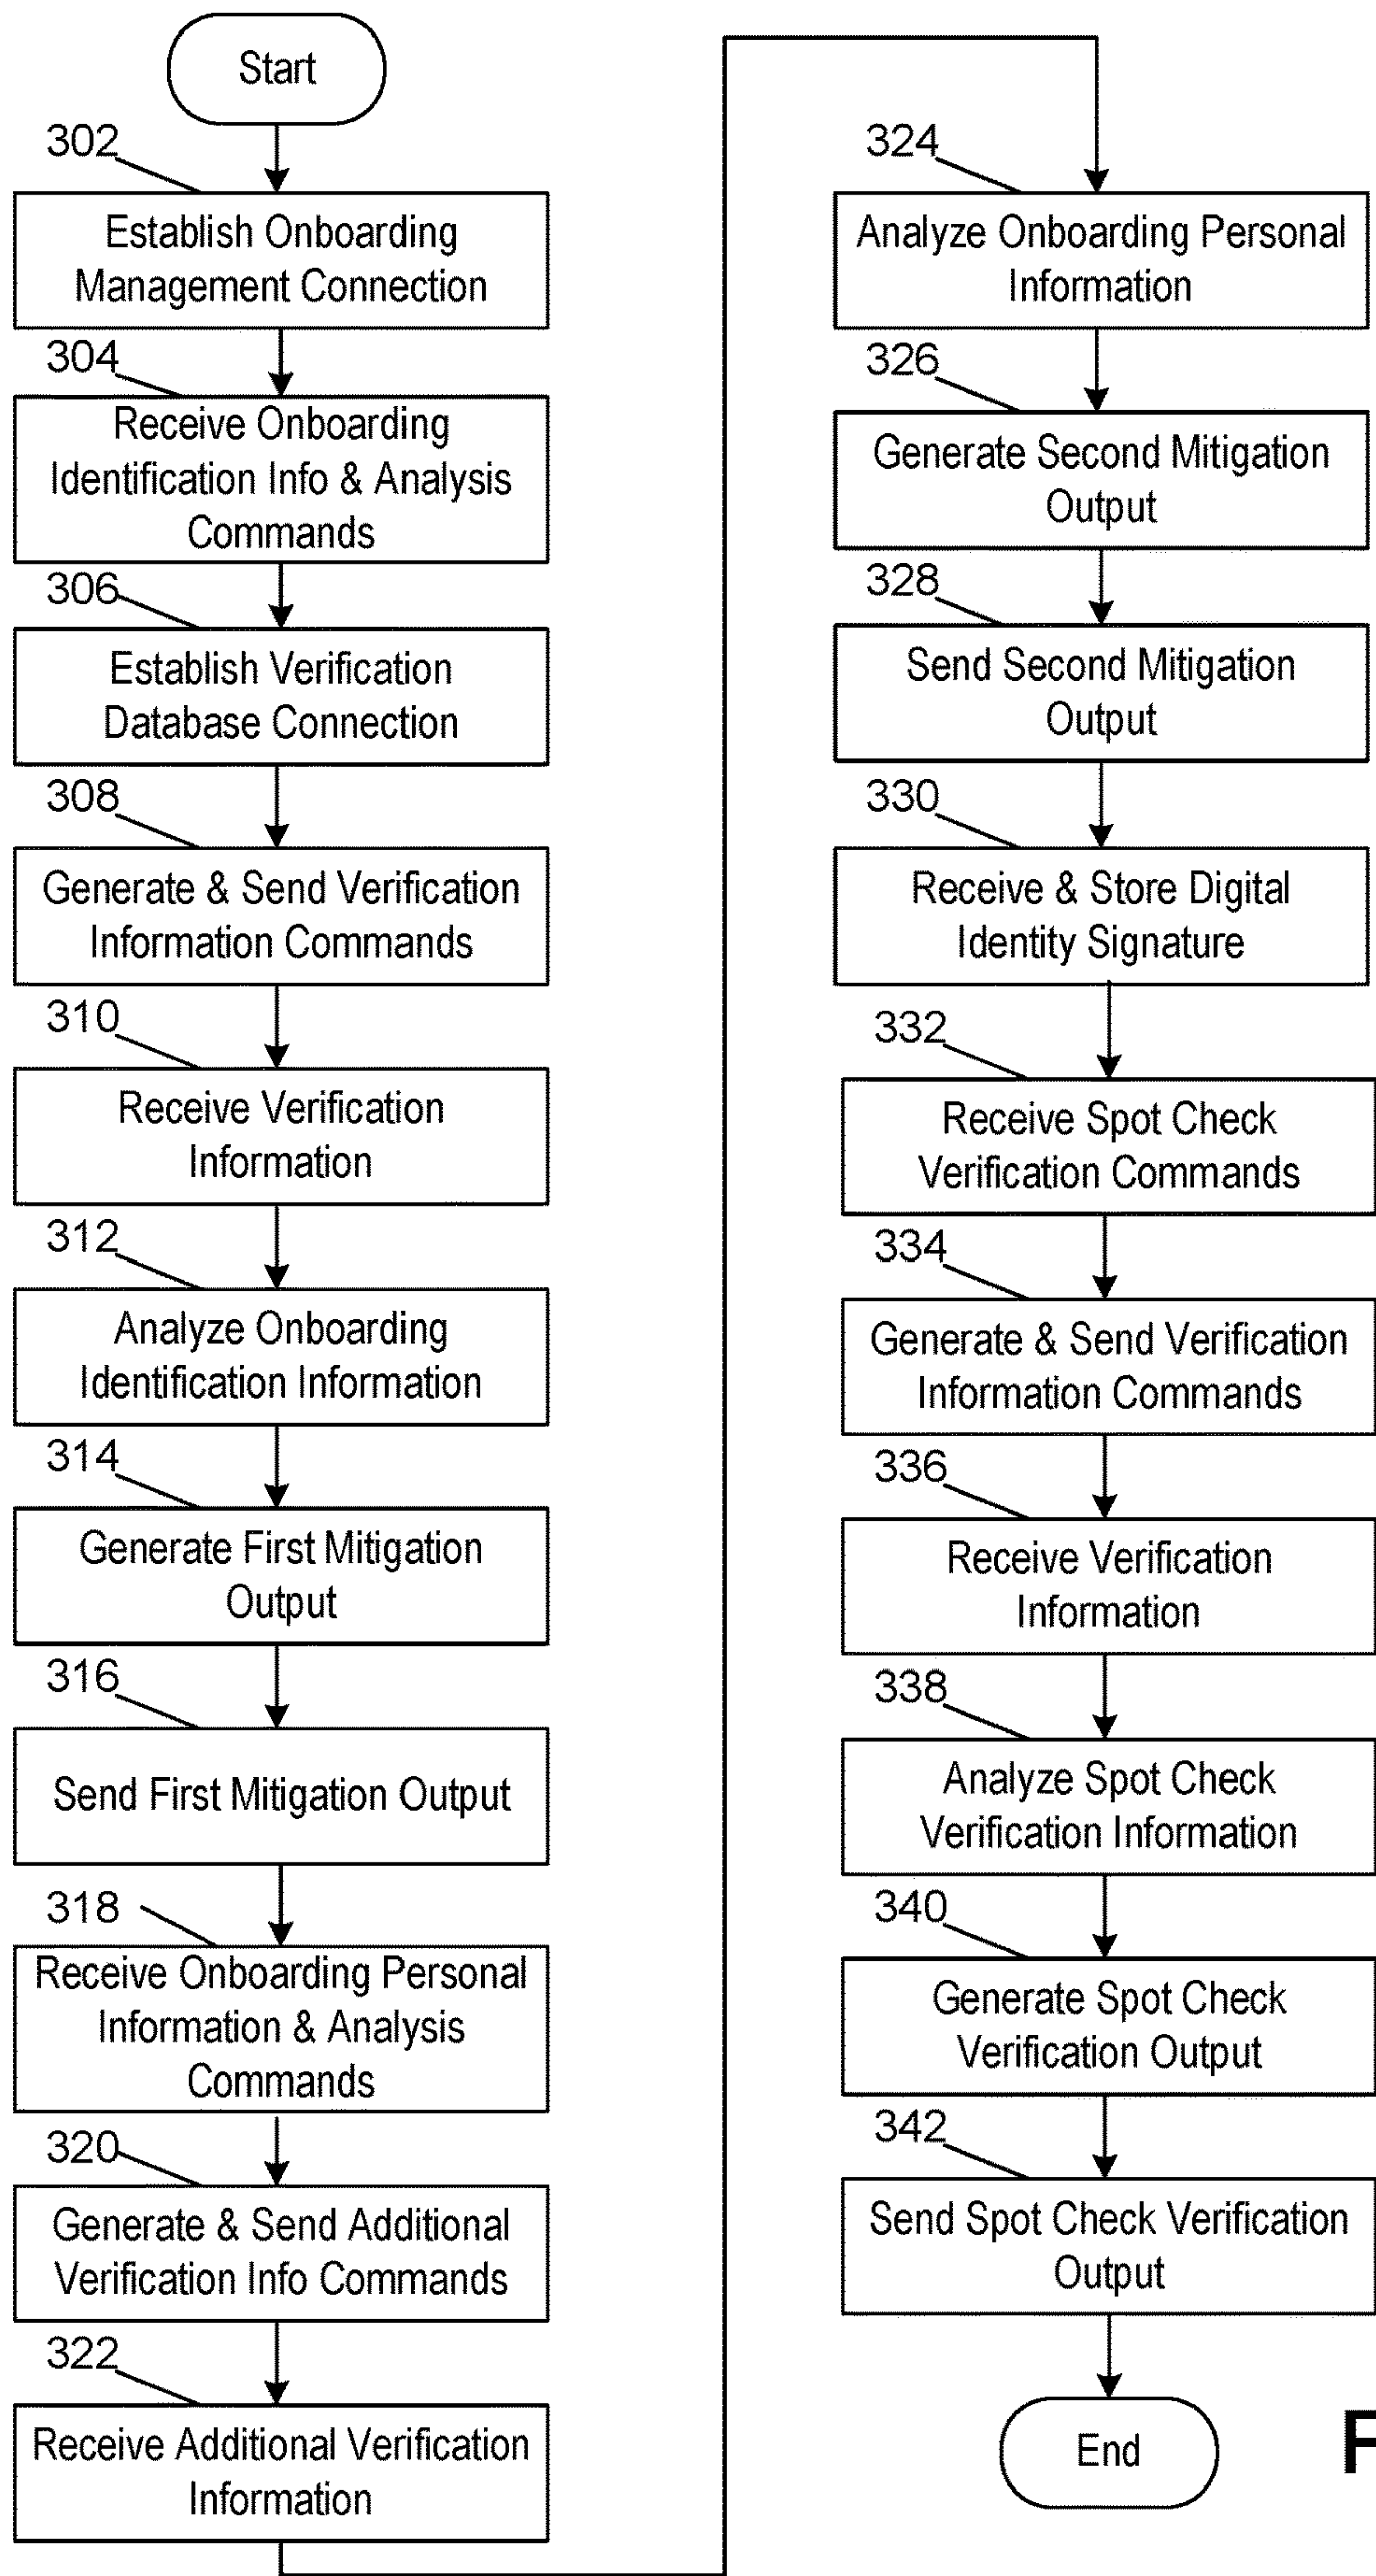 Start
302
Establish Onboarding
Management Connection
304
Receive Onboarding
Identification Info & Analysis
Commands
306
Establish Verification
Database Connection
308
Generate & Send Verification
Information Commands
310
Receive Verification
Information
312
Analyze Onboarding
Identification Information
314
Generate First Mitigation
Output
316
Send First Mitigation Output
318
Receive Onboarding Personal
Information & Analysis
Commands
320
Generate & Send Additional
Verification Info Commands
322
Receive Additional Verification
Information
324
Analyze Onboarding Personal
Information
326
Generate Second Mitigation
Output
328
Send Second Mitigation
Output
330
Receive & Store Digital
Identity Signature
332
Receive Spot Check
Verification Commands
334
Generate & Send Verification
Information Commands
336
Receive Verification
Information
338
Analyze Spot Check
Verification Information
340
Generate Spot Check
Verification Output
342
Send Spot Check Verification
Output
End